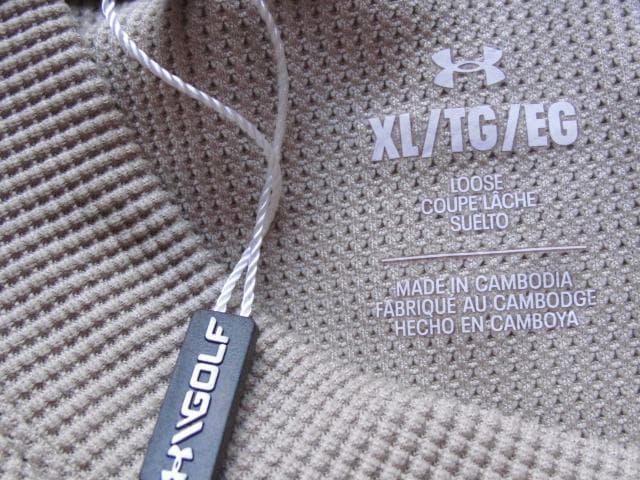 XL/TG/EG
LOOSE
COUPE LÂCHE
SUELTO
MADE IN CAMBODIA
FABRIQUÉ AU CAMBODGE
HECHO EN CAMBOYA
GOLF